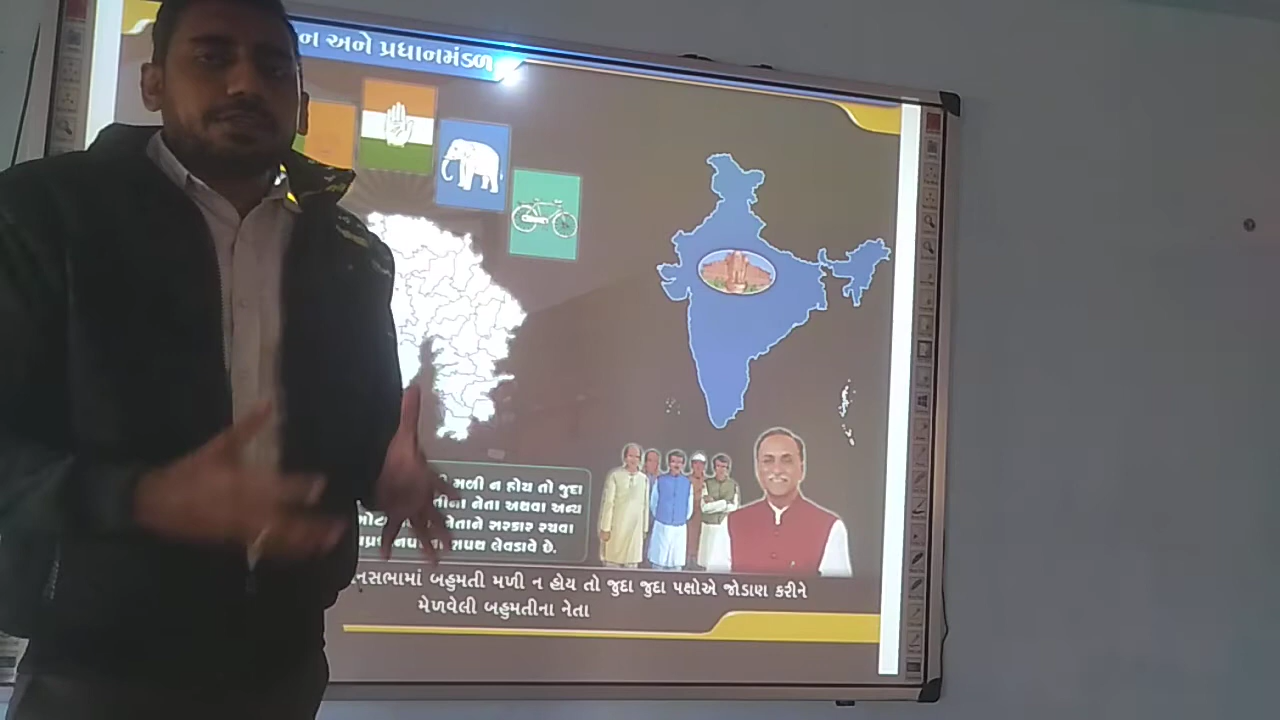 અને પ્રધાનમંડળ
મળી ન હોય તો જુદા
નેતા અથવા અન્ય
સરકાર રચવા
શપથ લેવડાવે છે.
બહુમતી મળી ન હોય તો જુદા જુદા પક્ષોએ જોડાણ કરીને
મેળવેલી બહુમતીના નેતા